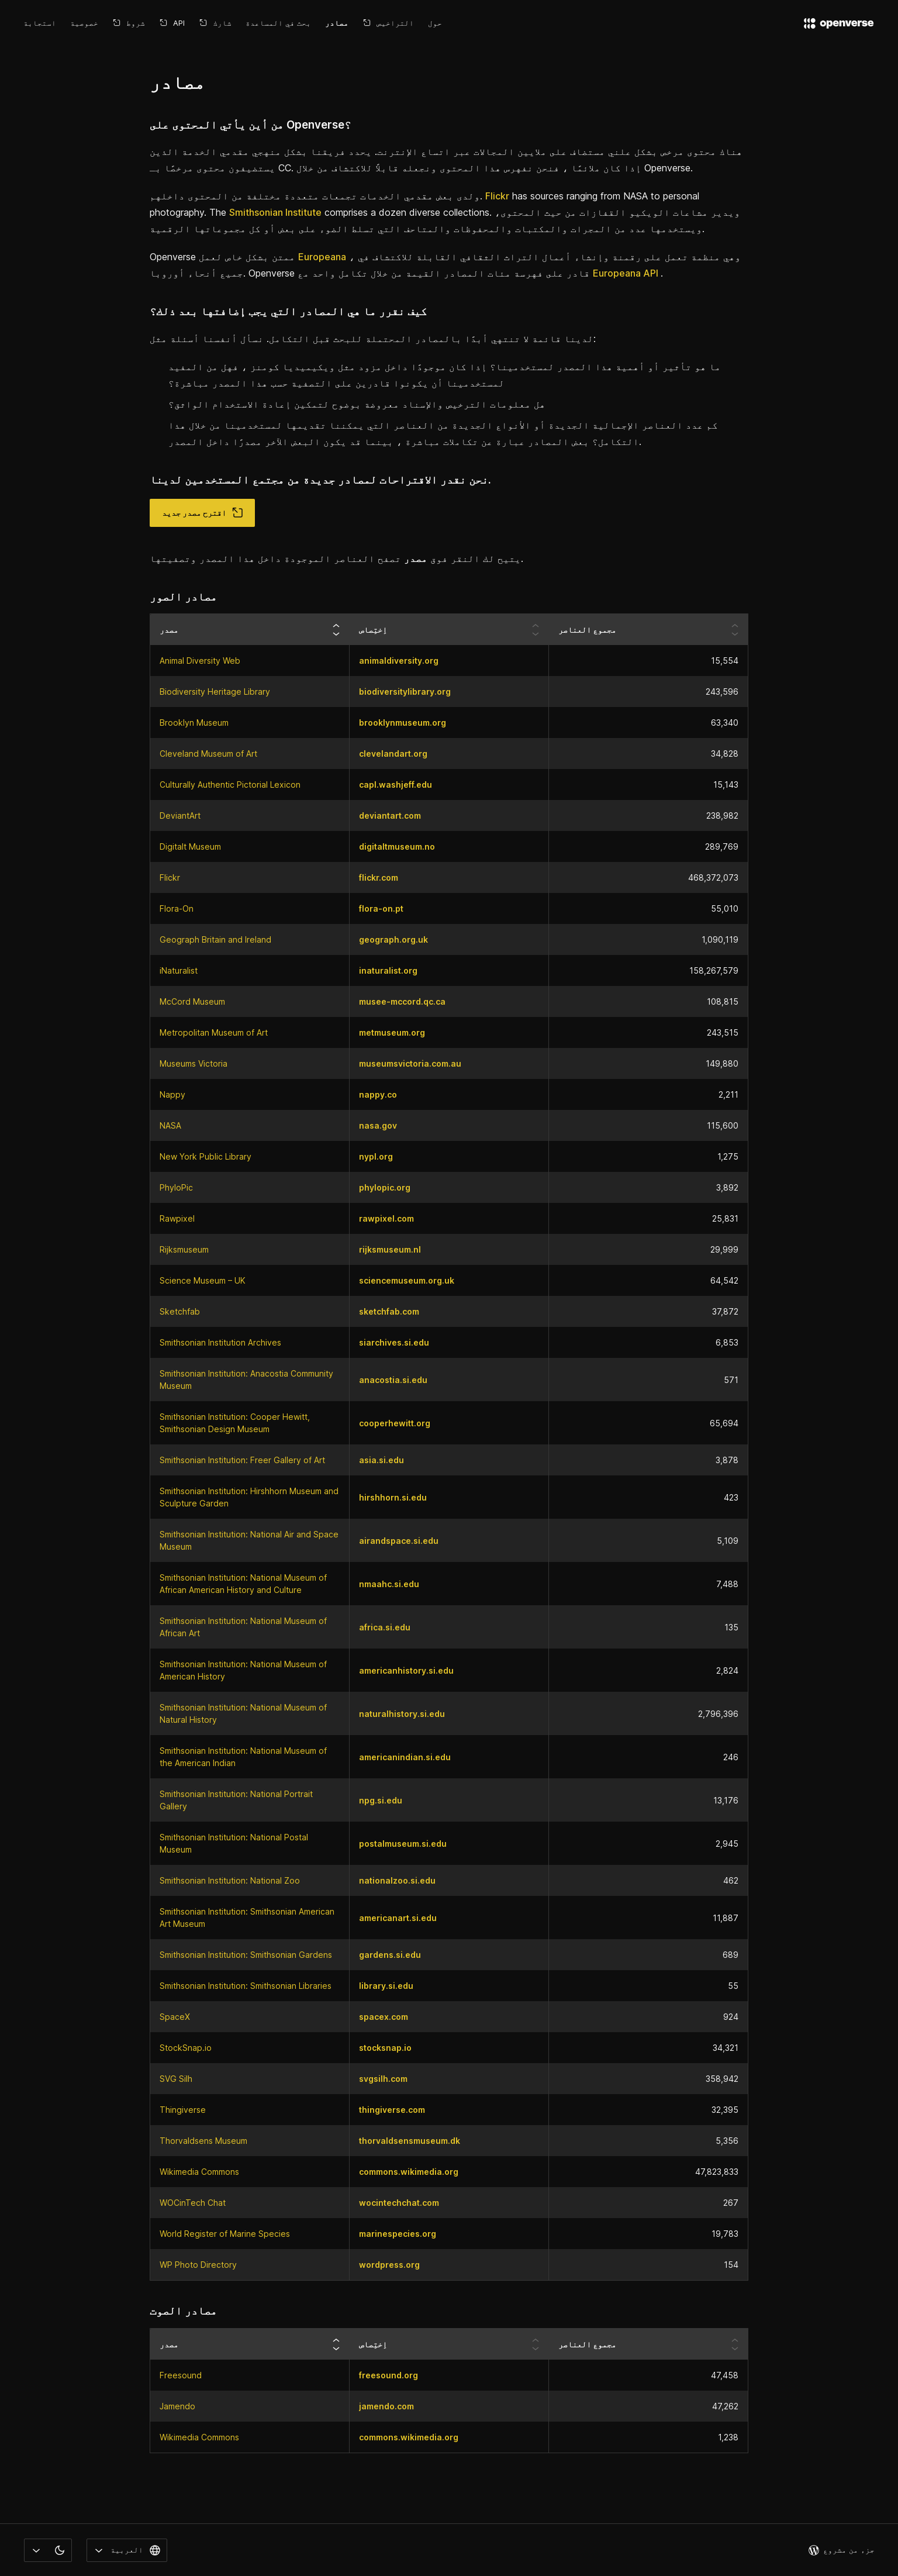 openverse
حول
التراخيص
مصادر
بحث في المساعدة
شارك
API
شروط
خصوصية
استجابة
مصادر
من أين يأتي المحتوى على Openverse؟
هناك محتوى مرخص بشكل علني مستضاف على ملايين المجالات عبر اتساع الإنترنت. يحدد فريقنا بشكل منهجي مقدمي الخدمة الذين
يستضيفون محتوى مرخصًا بـ CC. إذا كان ملائمًا ، فنحن نفهرس هذا المحتوى ونجعله قابلاً للاكتشاف من خلال Openverse.
ولدى بعض مقدمي الخدمات تجمعات متعددة مختلفة من المحتوى داخلهم. Flickr has sources ranging from NASA to personal
photography. The Smithsonian Institute comprises a dozen diverse collections. ويدير مشاعات الويكيو القفازات من حيث المحتوى،
ويستخدمها عدد من المجرات والمكتبات والمحفوظات والمتاحف التي تسلط الضوء على بعض أو كل مجموعاتها الرقمية.
Openverse ممتن بشكل خاص لعمل Europeana ، وهي منظمة تعمل على رقمنة وإنشاء أعمال التراث الثقافي القابلة للاكتشاف في
جميع أنحاء أوروبا. Openverse قادر على فهرسة مئات المصادر القيمة من خلال تكامل واحد مع Europeana API .
كيف نقرر ما هي المصادر التي يجب إضافتها بعد ذلك؟
لدينا قائمة لا تنتهي أبدًا بالمصادر المحتملة للبحث قبل التكامل. نسأل أنفسنا أسئلة مثل:
ما هو تأثير أو أهمية هذا المصدر لمستخدمينا؟ إذا كان موجودًا داخل مزود مثل ويكيميديا كومنز ، فهل من المفيد
لمستخدمينا أن يكونوا قادرين على التصفية حسب هذا المصدر مباشرة؟
هل معلومات الترخيص والإسناد معروضة بوضوح لتمكين إعادة الاستخدام الواثق؟
كم عدد العناصر الإجمالية الجديدة أو الأنواع الجديدة من العناصر التي يمكننا تقديمها لمستخدمينا من خلال هذا
التكامل؟ بعض المصادر عبارة عن تكاملات مباشرة ، بينما قد يكون البعض الآخر مصدرًا داخل المصدر.
نحن نقدر الاقتراحات لمصادر جديدة من مجتمع المستخدمين لدينا.
اقترح مصدر جديد
يتيح لك النقر فوق مصدر تصفح العناصر الموجودة داخل هذا المصدر وتصفيتها.
مصادر الصور
مصدر إختِصاص مجموع العناصر
Animal Diversity Web animaldiversity.org 15,554
Biodiversity Heritage Library biodiversitylibrary.org 243,596
Brooklyn Museum brooklynmuseum.org 63,340
Cleveland Museum of Art clevelandart.org 34,828
Culturally Authentic Pictorial Lexicon capl.washjeff.edu 15,143
DeviantArt deviantart.com 238,982
Digitalt Museum digitaltmuseum.no 289,769
Flickr flickr.com 468,372,073
Flora-On flora-on.pt 55,010
Geograph Britain and Ireland geograph.org.uk 1,090,119
iNaturalist inaturalist.org 158,267,579
McCord Museum musee-mccord.qc.ca 108,815
Metropolitan Museum of Art metmuseum.org 243,515
Museums Victoria museumsvictoria.com.au 149,880
Nappy nappy.co 2,211
NASA nasa.gov 115,600
New York Public Library nypl.org 1,275
PhyloPic phylopic.org 3,892
Rawpixel rawpixel.com 25,831
Rijksmuseum rijksmuseum.nl 29,999
Science Museum – UK sciencemuseum.org.uk 64,542
Sketchfab sketchfab.com 37,872
Smithsonian Institution Archives siarchives.si.edu 6,853
Smithsonian Institution: Anacostia Community
Museum anacostia.si.edu 571
Smithsonian Institution: Cooper Hewitt,
Smithsonian Design Museum cooperhewitt.org 65,694
Smithsonian Institution: Freer Gallery of Art asia.si.edu 3,878
Smithsonian Institution: Hirshhorn Museum and
Sculpture Garden hirshhorn.si.edu 423
Smithsonian Institution: National Air and Space
Museum airandspace.si.edu 5,109
Smithsonian Institution: National Museum of
African American History and Culture nmaahc.si.edu 7,488
Smithsonian Institution: National Museum of
African Art africa.si.edu 135
Smithsonian Institution: National Museum of
American History americanhistory.si.edu 2,824
Smithsonian Institution: National Museum of
Natural History naturalhistory.si.edu 2,796,396
Smithsonian Institution: National Museum of
the American Indian americanindian.si.edu 246
Smithsonian Institution: National Portrait
Gallery npg.si.edu 13,176
Smithsonian Institution: National Postal
Museum postalmuseum.si.edu 2,945
Smithsonian Institution: National Zoo nationalzoo.si.edu 462
Smithsonian Institution: Smithsonian American
Art Museum americanart.si.edu 11,887
Smithsonian Institution: Smithsonian Gardens gardens.si.edu 689
Smithsonian Institution: Smithsonian Libraries library.si.edu 55
SpaceX spacex.com 924
StockSnap.io stocksnap.io 34,321
SVG Silh svgsilh.com 358,942
Thingiverse thingiverse.com 32,395
Thorvaldsens Museum thorvaldsensmuseum.dk 5,356
Wikimedia Commons commons.wikimedia.org 47,823,833
WOCinTech Chat wocintechchat.com 267
World Register of Marine Species marinespecies.org 19,783
WP Photo Directory wordpress.org 154
مصادر الصوت
مصدر إختِصاص مجموع العناصر
Freesound freesound.org 47,458
Jamendo jamendo.com 47,262
Wikimedia Commons commons.wikimedia.org 1,238
العربية
جزء من مشروع